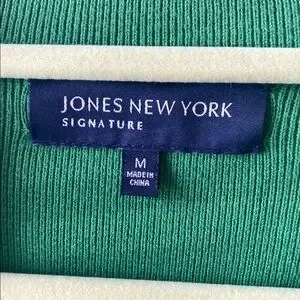 JONES NEW YORK
SIGNATURE
M
MADE IN
CHINA